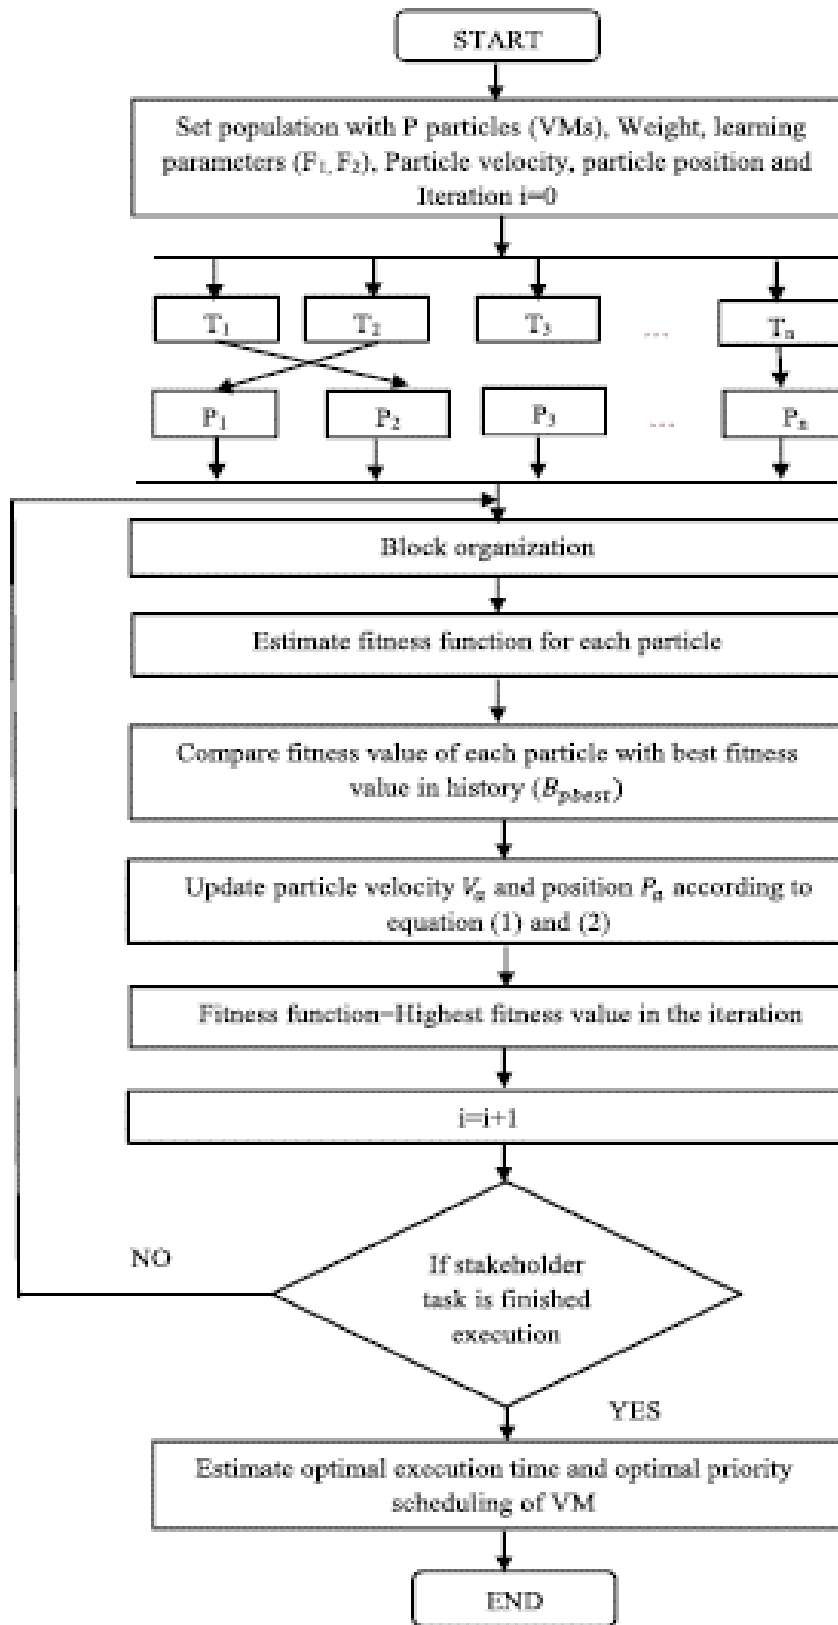 START
Set population with P particles (VMs), Weight, learning
parameters (F₁, F₂), Particle velocity, particle position and
Iteration i=0
T₁ T₂ T₃ ... Tₙ
P₁ P₂ P₃ ... Pₙ
Block organization
Estimate fitness function for each particle
Compare fitness value of each particle with best fitness
value in history (B_pbest)
Update particle velocity Vₐ and position Pₐ according to
equation (1) and (2)
Fitness function=Highest fitness value in the iteration
i=i+1
NO
If stakeholder
task is finished
execution
YES
Estimate optimal execution time and optimal priority
scheduling of VM
END